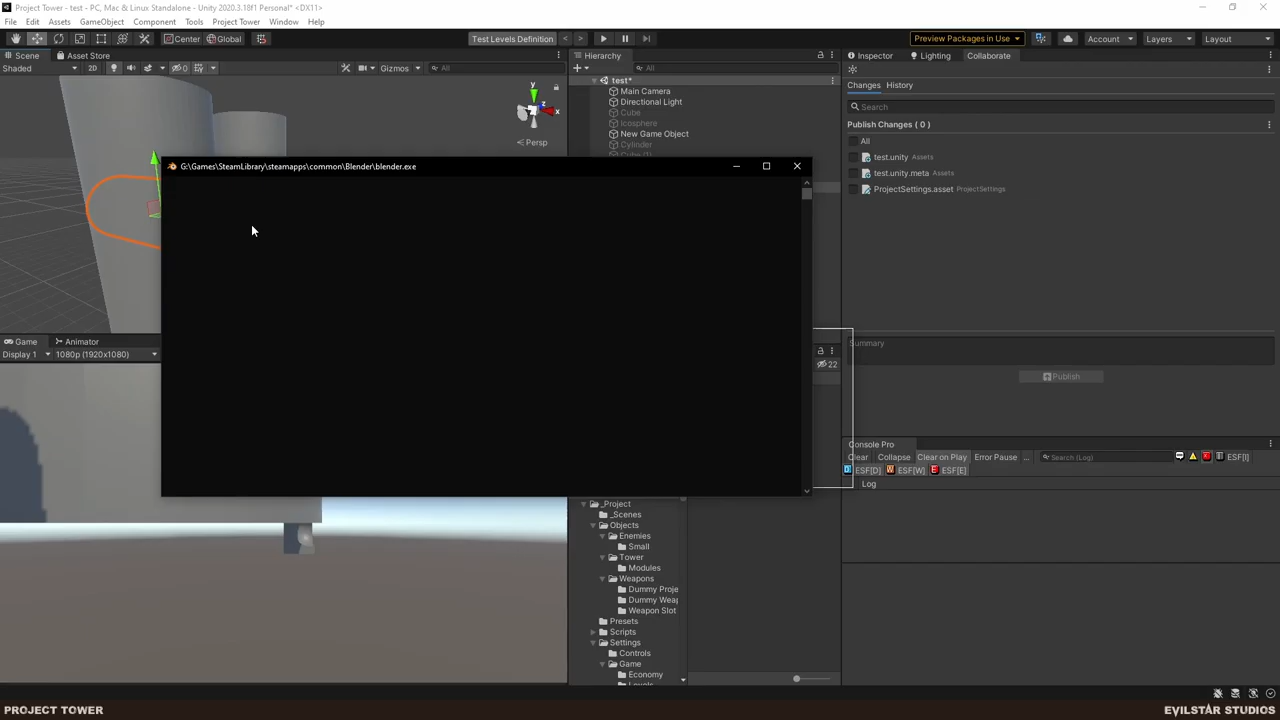 Project Tower - test - PC, Mac & Linux Standalone - Unity 2020.3.18f1 Personal* <DX11>
File Edit Assets GameObject Component Tools Project Tower Window Help
Center Global Test Levels Definition Preview Packages in Use Account Layers Layout
Scene Asset Store
Shaded 2D 0 Gizmos All
y
x
z
Persp
Hierarchy
All
test*
Main Camera
Directional Light
Cube
Icosphere
New Game Object
Cylinder
Cube (1)
G:\Games\SteamLibrary\steamapps\common\Blender\blender.exe
Inspector Lighting Collaborate
Changes History
Search
Publish Changes ( 0 )
All
test.unity Assets
test.unity.meta Assets
ProjectSettings.asset ProjectSettings
Summary
Publish
22
Game Animator
Display 1 1080p (1920x1080)
Console Pro
Clear Collapse Clear on Play Error Pause ... Search (Log) ESF[I]
ESF[D] ESF[W] ESF[E]
Log
_Project
_Scenes
Objects
Enemies
Small
Tower
Modules
Weapons
Dummy Proje
Dummy Weap
Weapon Slot
Presets
Scripts
Settings
Controls
Game
Economy
PROJECT TOWER
EVILSTAR STUDIOS